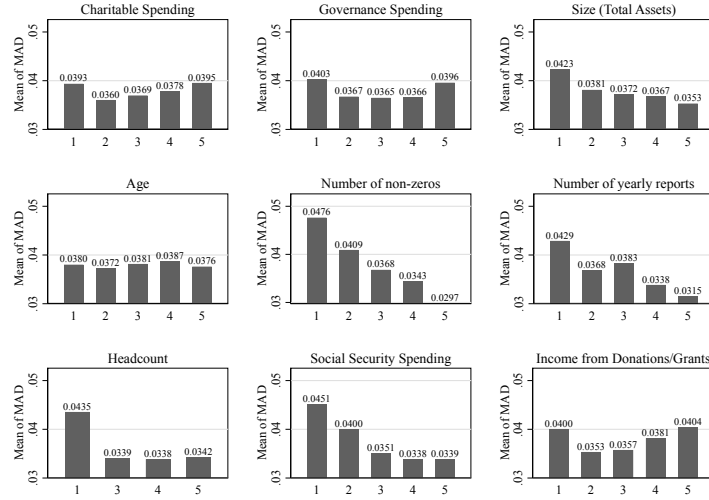 Charitable Spending
Mean of MAD
.03 .04 .05
0.0393 0.0360 0.0369 0.0378 0.0395
1 2 3 4 5
Governance Spending
Mean of MAD
.03 .04 .05
0.0403 0.0367 0.0365 0.0366 0.0396
1 2 3 4 5
Size (Total Assets)
Mean of MAD
.03 .04 .05
0.0423 0.0381 0.0372 0.0367 0.0353
1 2 3 4 5
Age
Mean of MAD
.03 .04 .05
0.0380 0.0372 0.0381 0.0387 0.0376
1 2 3 4 5
Number of non-zeros
Mean of MAD
.03 .04 .05
0.0476 0.0409 0.0368 0.0343 0.0297
1 2 3 4 5
Number of yearly reports
Mean of MAD
.03 .04 .05
0.0429 0.0368 0.0383 0.0338 0.0315
1 2 3 4 5
Headcount
Mean of MAD
.03 .04 .05
0.0435 0.0339 0.0338 0.0342
1 3 4 5
Social Security Spending
Mean of MAD
.03 .04 .05
0.0451 0.0400 0.0351 0.0338 0.0339
1 2 3 4 5
Income from Donations/Grants
Mean of MAD
.03 .04 .05
0.0400 0.0353 0.0357 0.0381 0.0404
1 2 3 4 5